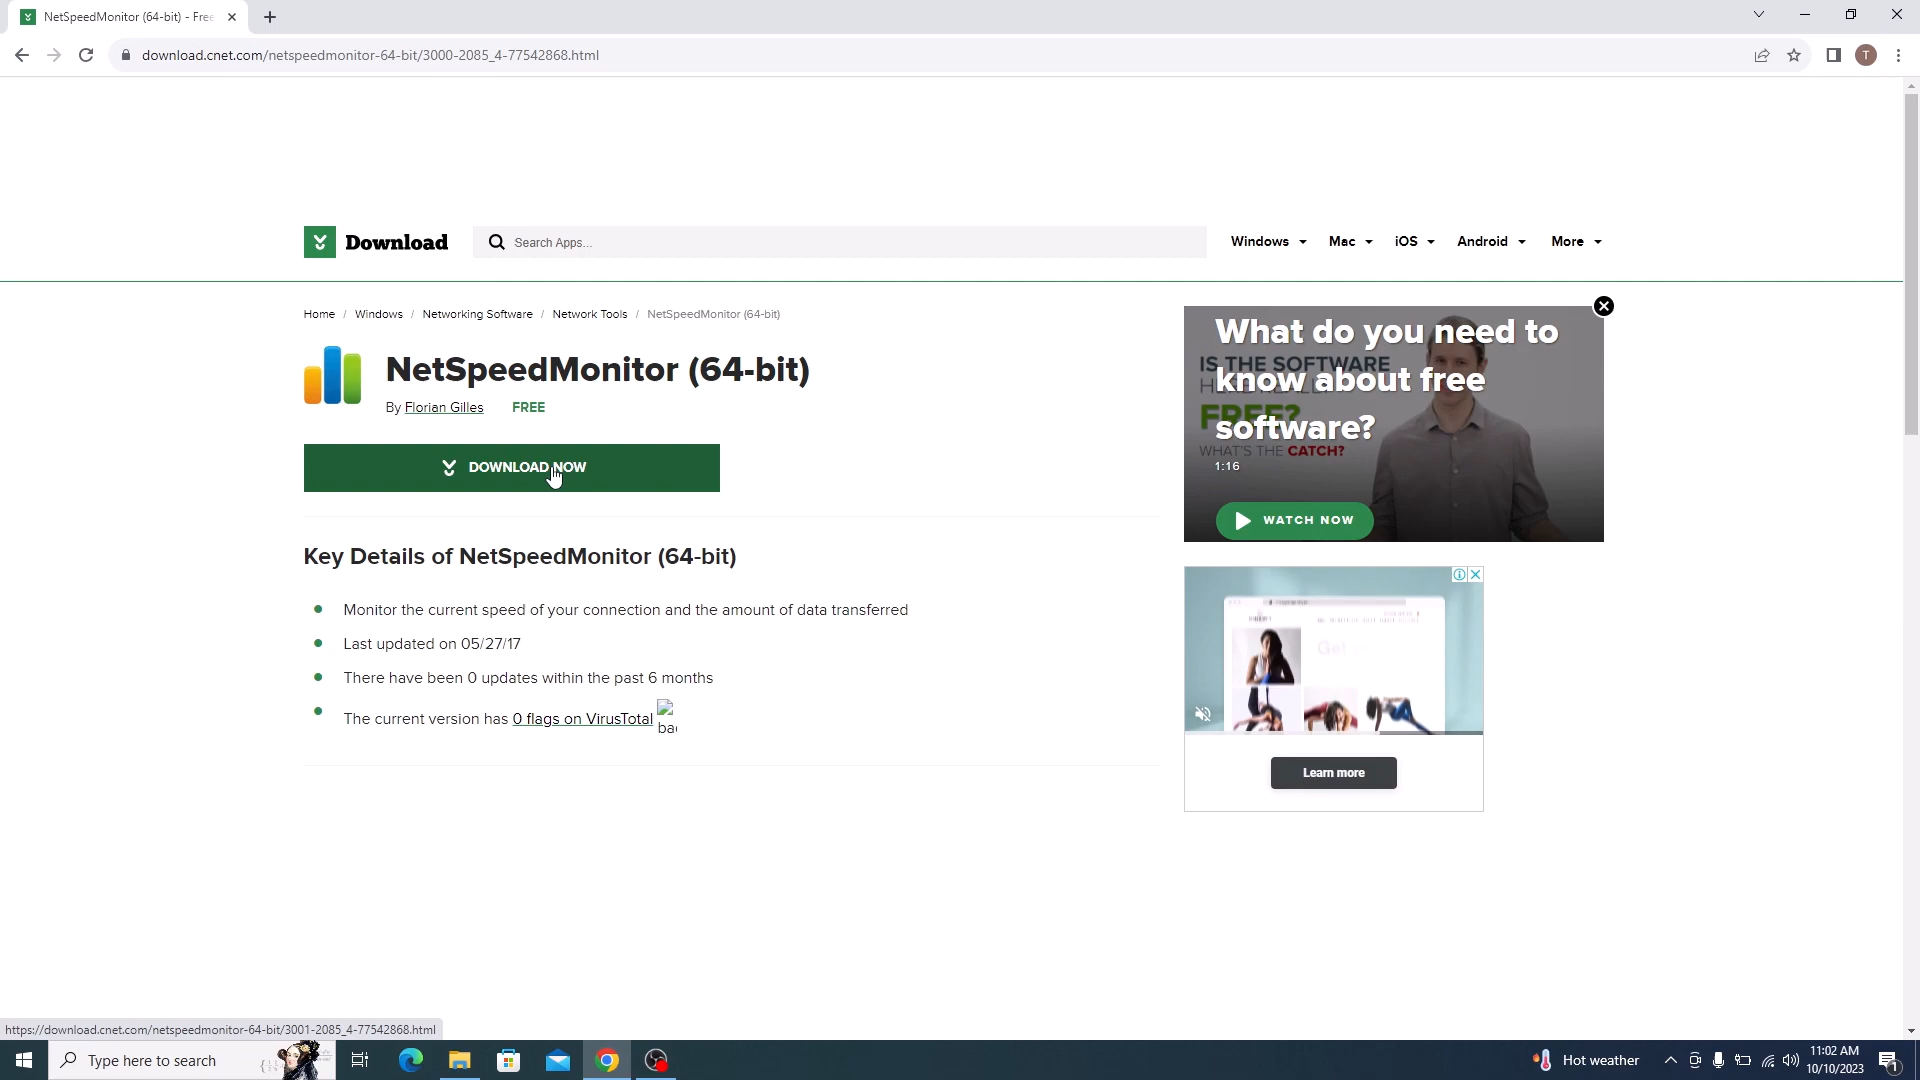 NetSpeedMonitor (64-bit) - Free
download.cnet.com/netspeedmonitor-64-bit/3000-2085_4-77542868.html
T
Download
Search Apps...
Windows
Mac
iOS
Android
More
Home / Windows / Networking Software / Network Tools / NetSpeedMonitor (64-bit)
NetSpeedMonitor (64-bit)
By Florian Gilles FREE
DOWNLOAD NOW
Key Details of NetSpeedMonitor (64-bit)
Monitor the current speed of your connection and the amount of data transferred
Last updated on 05/27/17
There have been 0 updates within the past 6 months
The current version has 0 flags on VirusTotal
What do you need to
know about free
software?
IS THE SOFTWARE
FREE?
WHAT'S THE CATCH?
1:16
WATCH NOW
Learn more
https://download.cnet.com/netspeedmonitor-64-bit/3001-2085_4-77542868.html
Type here to search
Hot weather
11:02 AM
10/10/2023
1